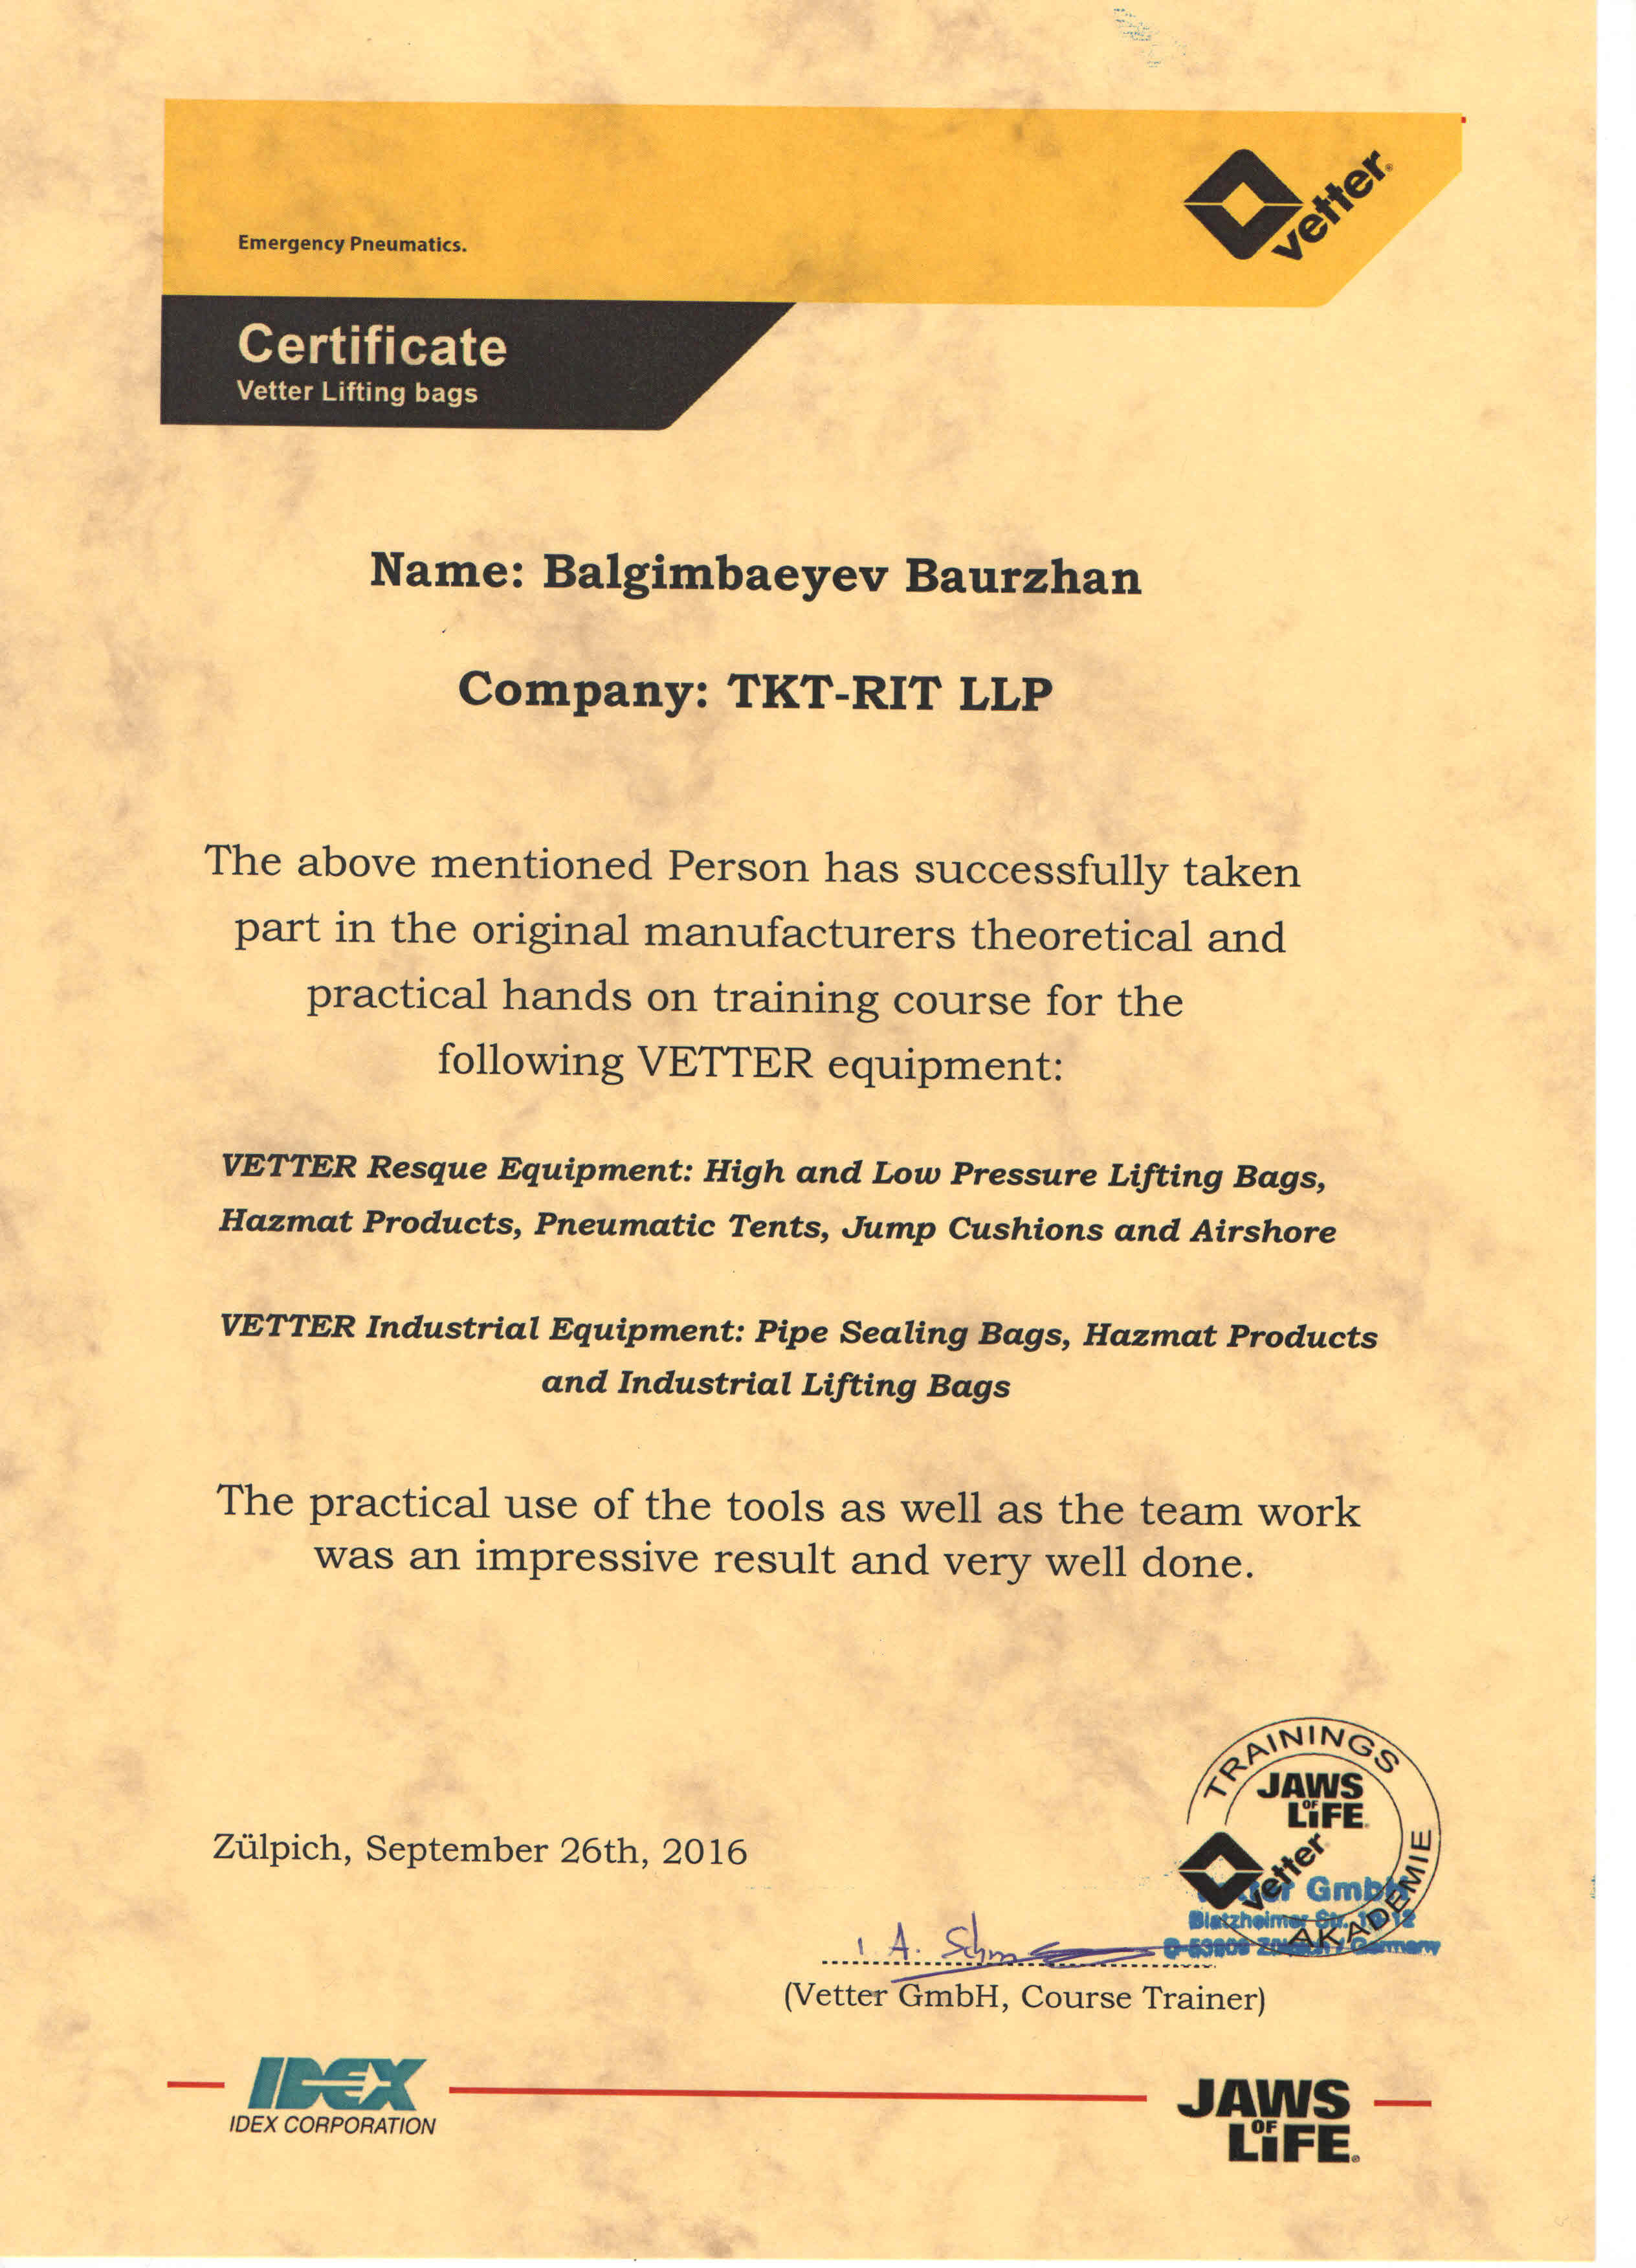 Emergency Pneumatics.
vetter
Certificate
Vetter Lifting bags
Name: Balgimbaeyev Baurzhan
Company: TKT-RIT LLP
The above mentioned Person has successfully taken
part in the original manufacturers theoretical and
practical hands on training course for the
following VETTER equipment:
VETTER Resque Equipment: High and Low Pressure Lifting Bags,
Hazmat Products, Pneumatic Tents, Jump Cushions and Airshore
VETTER Industrial Equipment: Pipe Sealing Bags, Hazmat Products
and Industrial Lifting Bags
The practical use of the tools as well as the team work
was an impressive result and very well done.
TRAININGS
JAWS
OF
LiFE.
vetter
AKADEMIE
GmbH
Blatzheimer Str.
Zülpich, September 26th, 2016
(Vetter GmbH, Course Trainer)
IDEX
IDEX CORPORATION
JAWS
OF
LiFE.